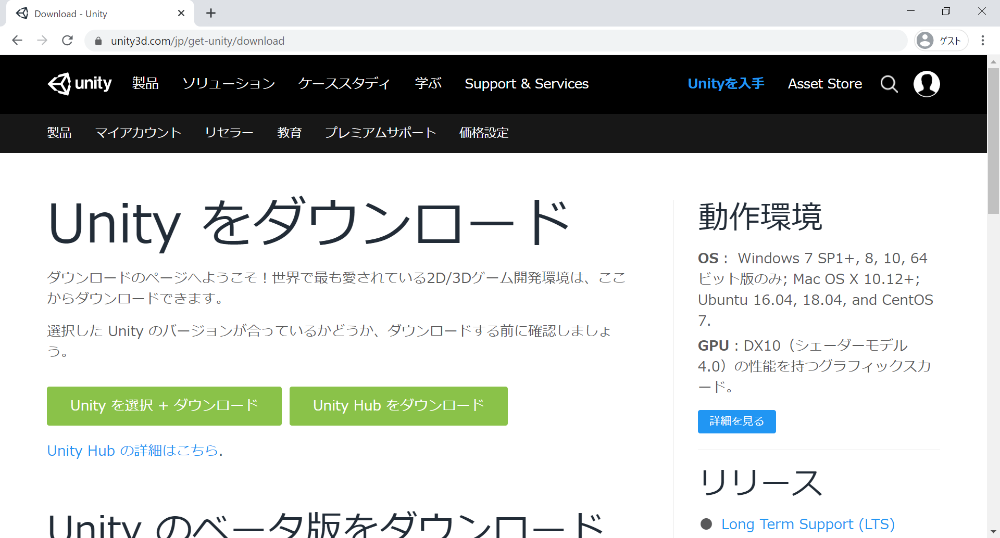 Download - Unity
unity3d.com/jp/get-unity/download
ゲスト
unity 製品 ソリューション ケーススタディ 学ぶ Support & Services Unityを入手 Asset Store
製品 マイアカウント リセラー 教育 プレミアムサポート 価格設定
Unity をダウンロード
ダウンロードのページへようこそ！世界で最も愛されている2D/3Dゲーム開発環境は、ここ
からダウンロードできます。
選択した Unity のバージョンが合っているかどうか、ダウンロードする前に確認しましょ
う。
Unity を選択 + ダウンロード
Unity Hub をダウンロード
Unity Hub の詳細はこちら.
Unity のベータ版をダウンロード
動作環境
OS： Windows 7 SP1+, 8, 10, 64
ビット版のみ; Mac OS X 10.12+;
Ubuntu 16.04, 18.04, and CentOS
7.
GPU：DX10（シェーダーモデル
4.0）の性能を持つグラフィックスカ
ード。
詳細を見る
リリース
Long Term Support (LTS)